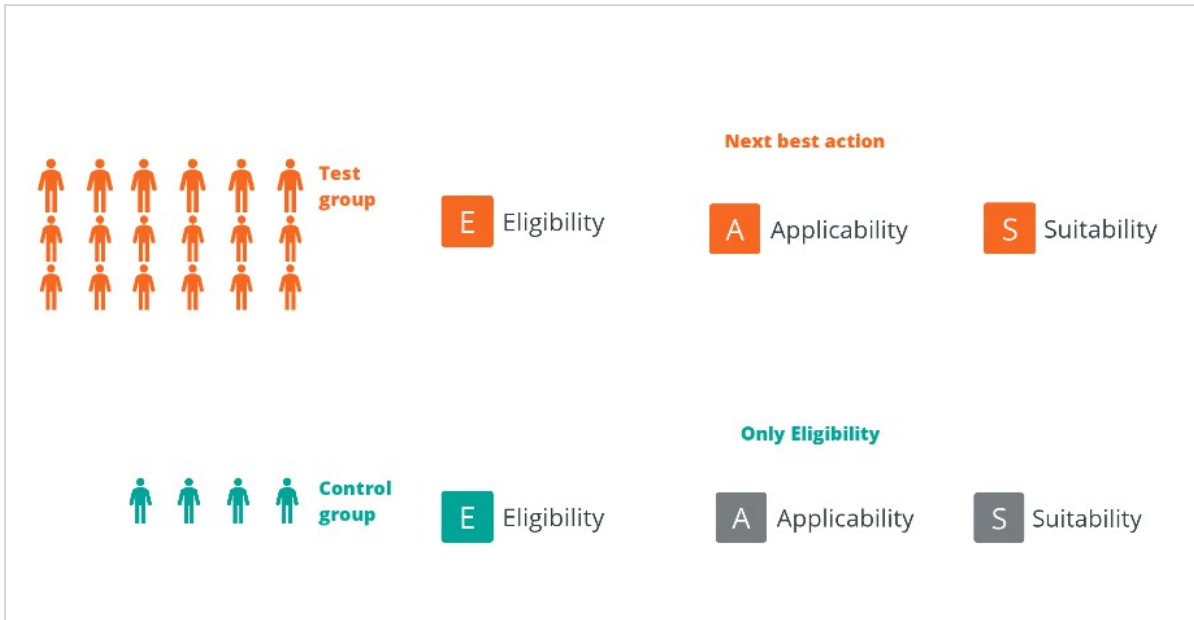 Next best action
Test
group
E Eligibility
A Applicability
S Suitability
Only Eligibility
Control
group
E Eligibility
A Applicability
S Suitability